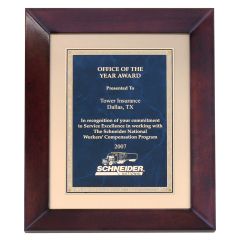 OFFICE OF THE
YEAR AWARD
Presented To
Tower Insurance
Dallas, TX
In recognition of your commitment
to Service Excellence in working with
The Schneider National
Workers' Compensation Program
2007
SCHNEIDER